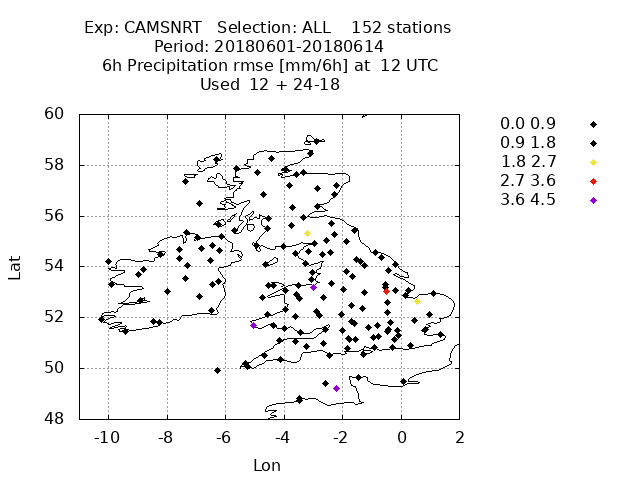 Exp: CAMSNRT Selection: ALL 152 stations
Period: 20180601-20180614
6h Precipitation rmse [mm/6h] at 12 UTC
Used 12 + 24-18
60
58
56
54
52
50
48
Lat
-10 -8 -6 -4 -2 0 2
Lon
0.0 0.9
0.9 1.8
1.8 2.7
2.7 3.6
3.6 4.5